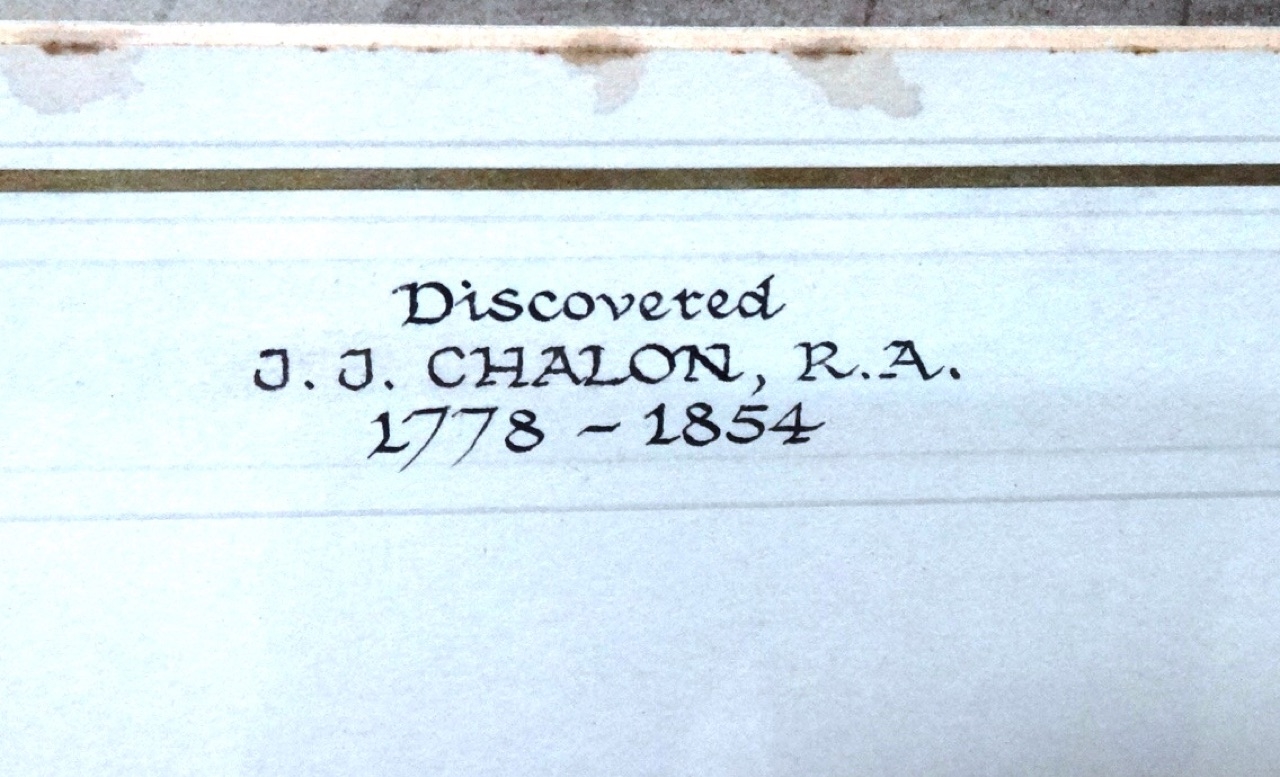 Discovered
J. J. CHALON, R.A.
1778 - 1854